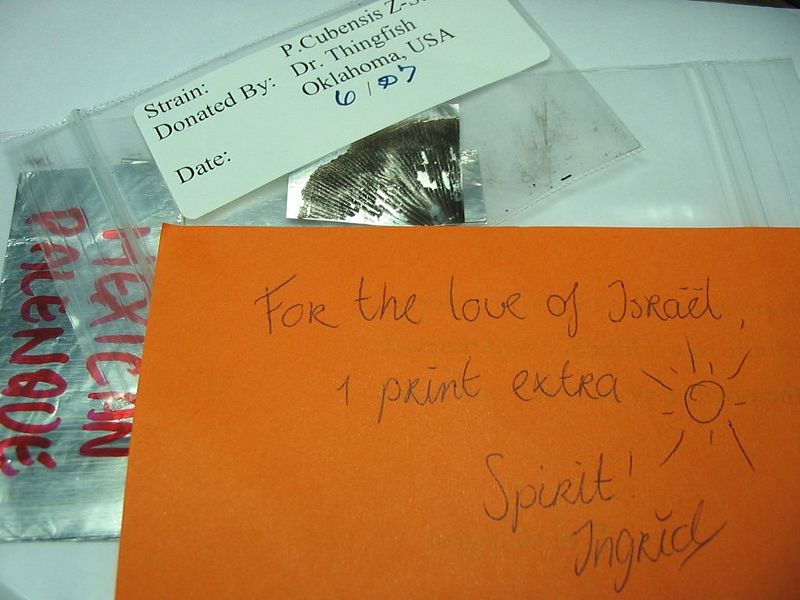 Strain: P.Cubensis
Donated By: Dr. Thingfish
Oklahoma, USA
Date: 6/07
MEXICAN
PALENQUE
For the love of Israël,
1 print extra
Spirit!
Ingrid